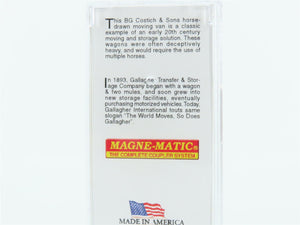 This BG Costich & Sons horse-
drawn moving van is a classic
example of an early 20th century
moving and storage solution. These
wagons were often deceptively
heavy, and would require the use of
multiple horses.
In 1893, Gallagher Transfer & Stor-
age Company began with a wagon
& two mules, and soon grew into
new storage facilities, eventually
purchasing motorized vehicles. Today,
Gallagher International touts same
slogan "The World Moves, So Does
Gallagher".
MAGNE-MATIC®
THE COMPLETE COUPLER SYSTEM
MADE IN AMERICA